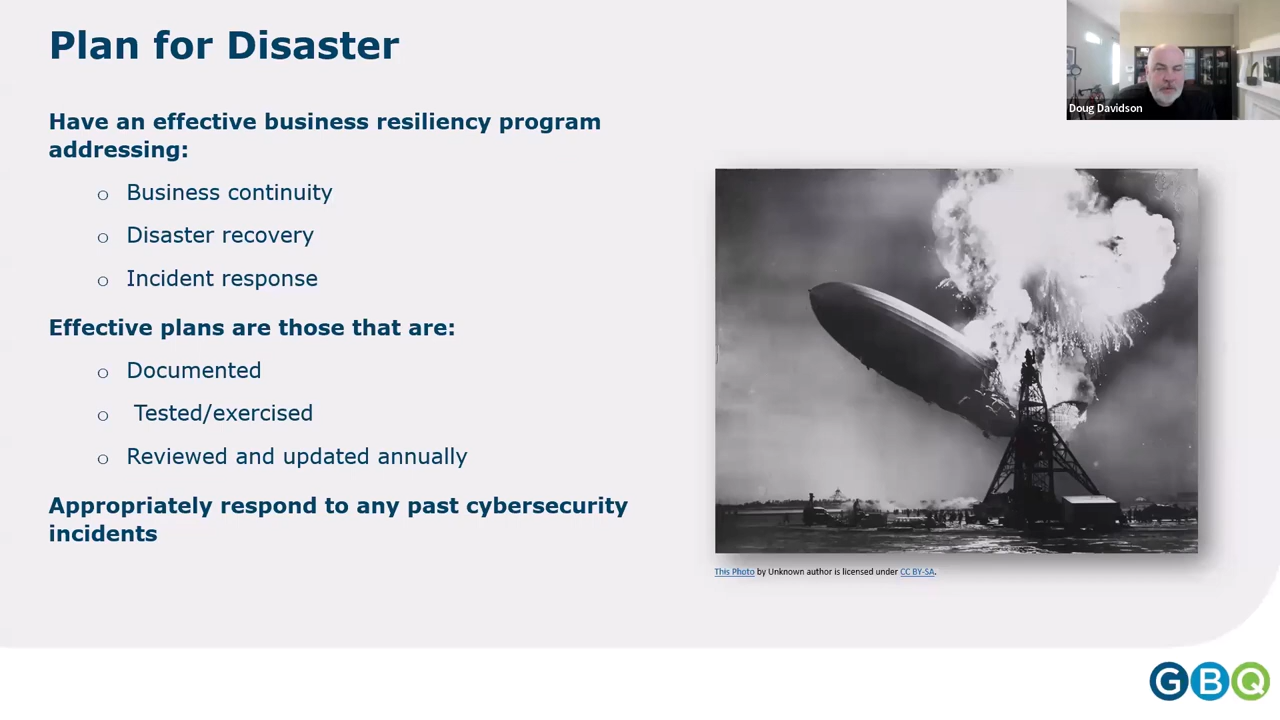 Plan for Disaster
Doug Davidson
Have an effective business resiliency program
addressing:
o Business continuity
o Disaster recovery
o Incident response
Effective plans are those that are:
o Documented
o Tested/exercised
o Reviewed and updated annually
Appropriately respond to any past cybersecurity
incidents
This Photo by Unknown author is licensed under CC BY-SA.
GBQ